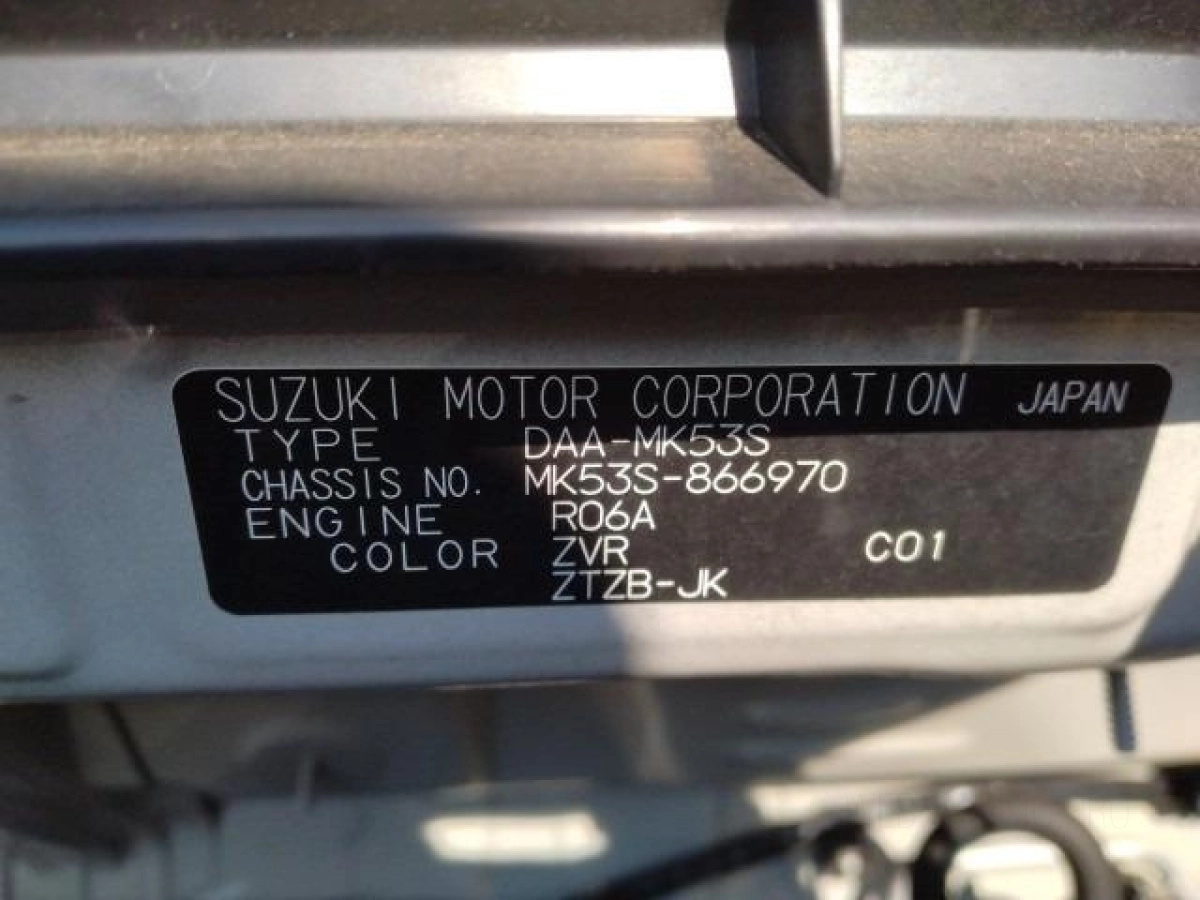 SUZUKI MOTOR CORPORATION JAPAN
TYPE DAA-MK53S
CHASSIS NO. MK53S-866970
ENGINE R06A
COLOR ZVR C01
ZTZB-JK